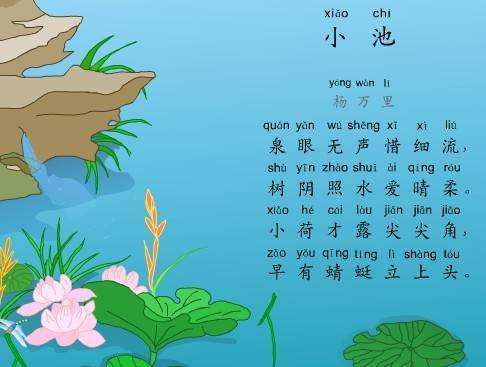 xiǎo chí
小 池
yáng wàn lǐ
杨 万 里
quán yǎn wú shēng xī xì liú
泉 眼 无 声 惜 细 流，
shù yīn zhào shuǐ ài qíng róu
树 阴 照 水 爱 晴 柔。
xiǎo hé cái lòu jiān jiān jiǎo
小 荷 才 露 尖 尖 角，
zǎo yǒu qīng tíng lì shàng tóu
早 有 蜻 蜓 立 上 头。